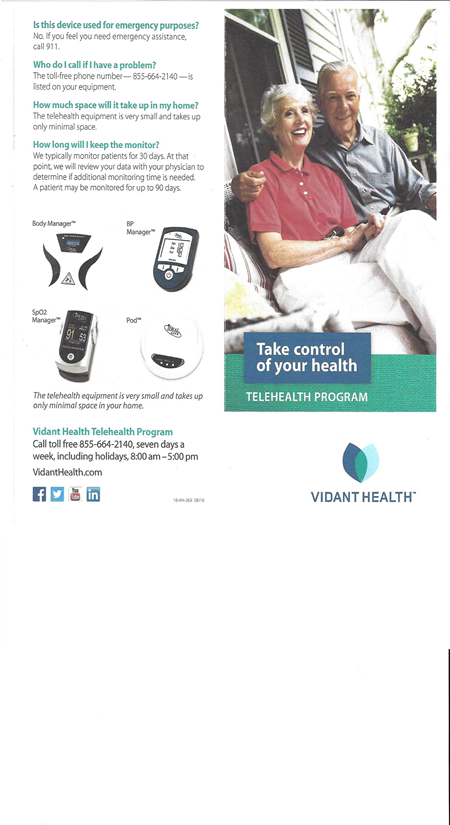 Is this device used for emergency purposes?
No. If you feel you need emergency assistance,
call 911.
Who do I call if I have a problem?
The toll-free phone number— 855-664-2140 —is
listed on your equipment.
How much space will it take up in my home?
The telehealth equipment is very small and takes up
only minimal space.
How long will I keep the monitor?
We typically monitor patients for 30 days. At that
point, we will review your data with your physician to
determine if additional monitoring time is needed.
A patient may be monitored for up to 90 days.
Body Manager™
BP
Manager™
SpO2
Manager™
91
Pod™
The telehealth equipment is very small and takes up
only minimal space in your home.
Vidant Health Telehealth Program
Call toll free 855-664-2140, seven days a
week, including holidays, 8:00 am – 5:00 pm
VidantHealth.com
You
Take control
of your health
TELEHEALTH PROGRAM
VIDANT HEALTH™